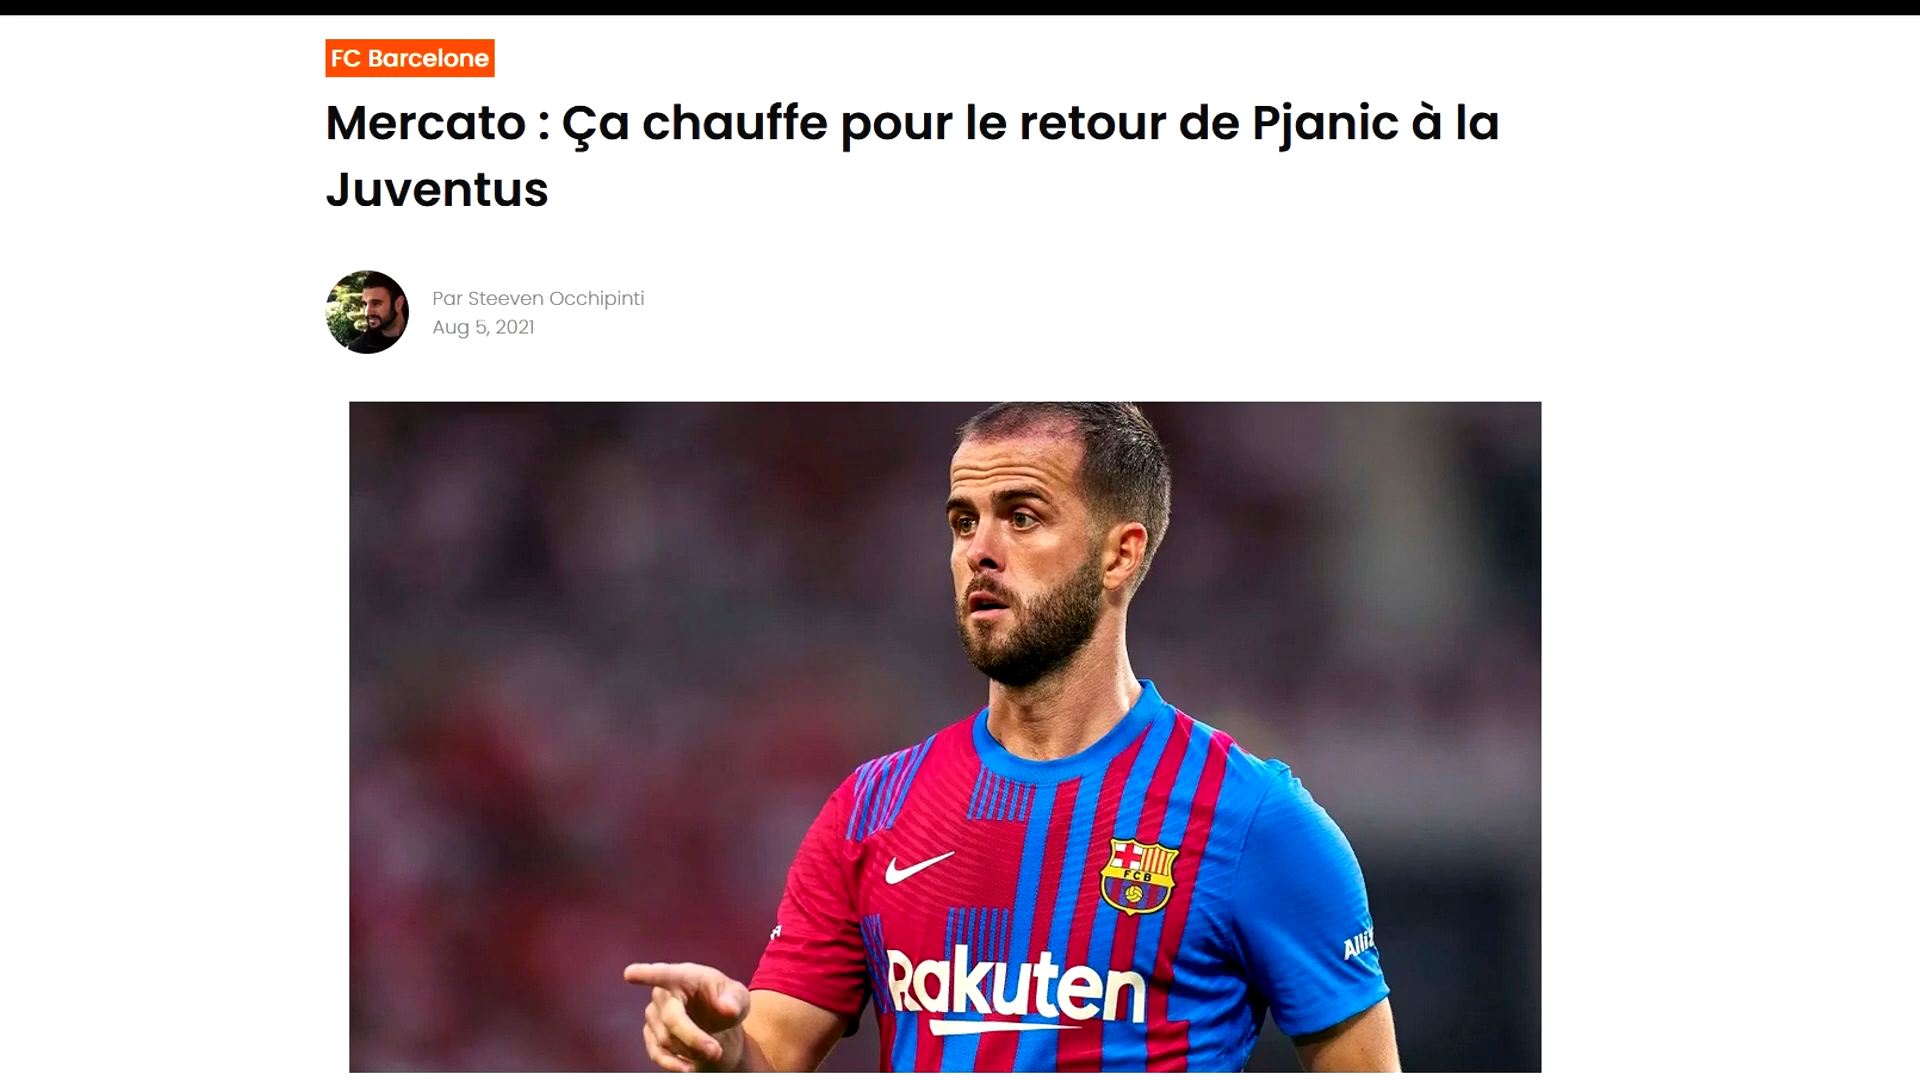 FC Barcelone
Mercato : Ça chauffe pour le retour de Pjanic à la
Juventus
Par Steeven Occhipinti
Aug 5, 2021
FCB
Rakuten